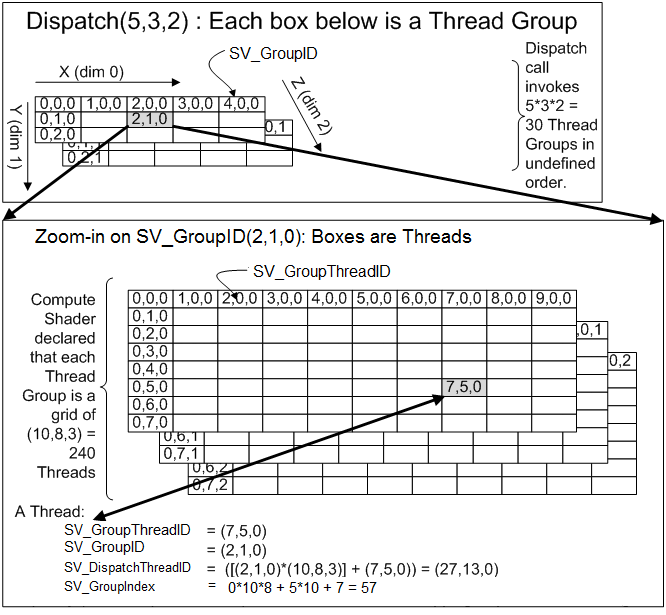 Dispatch(5,3,2) : Each box below is a Thread Group
SV_GroupID
X (dim 0)
Y (dim 1)
Z (dim 2)
0,0,0 1,0,0 2,0,0 3,0,0 4,0,0
0,1,0 2,1,0 0,1
0,2,0
0,1,1
0,2,1
Dispatch
call
invokes
5*3*2 =
30 Thread
Groups in
undefined
order.
Zoom-in on SV_GroupID(2,1,0): Boxes are Threads
SV_GroupThreadID
Compute
Shader
declared
that each
Thread
Group is a
grid of
(10,8,3) =
240
Threads
0,0,0 1,0,0 2,0,0 3,0,0 4,0,0 5,0,0 6,0,0 7,0,0 8,0,0 9,0,0
0,1,0
0,2,0 0,1
0,3,0
0,4,0 0,2
0,5,0 7,5,0
0,6,0
0,7,0
0,6,1
0,7,1
0,6,2
0,7,2
A Thread:
SV_GroupThreadID = (7,5,0)
SV_GroupID = (2,1,0)
SV_DispatchThreadID = ([(2,1,0)*(10,8,3)] + (7,5,0)) = (27,13,0)
SV_GroupIndex = 0*10*8 + 5*10 + 7 = 57